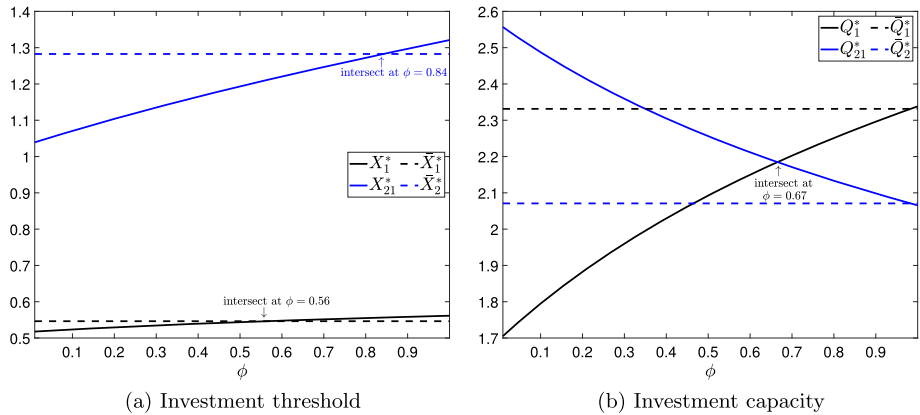 1.4
1.3
1.2
1.1
1
0.9
0.8
0.7
0.6
0.5
0.1 0.2 0.3 0.4 0.5 0.6 0.7 0.8 0.9
ϕ
intersect at ϕ = 0.84
X₁* X̄₁*
X₂₁* X̄₂*
intersect at ϕ = 0.56
(a) Investment threshold
2.6
2.5
2.4
2.3
2.2
2.1
2
1.9
1.8
1.7
0.1 0.2 0.3 0.4 0.5 0.6 0.7 0.8 0.9
ϕ
Q₁* Q̄₁*
Q₂₁* Q̄₂*
intersect at
ϕ = 0.67
(b) Investment capacity